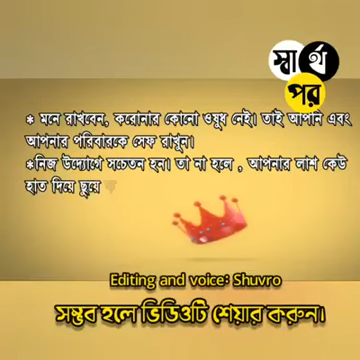 স্বার্থ
পর
* মনে রাখবেন, করোনার কোনো ওষুধ নেই। তাই আপনি এবং
আপনার পরিবারকে সেফ রাখুন।
*নিজ উদ্যোগে সচেতন হন। তা না হলে , আপনার লাশ কেউ
হাত দিয়ে ছুয়ে
Editing and voice: Shuvro
সম্ভব হলে ভিডিওটি শেয়ার করুন।